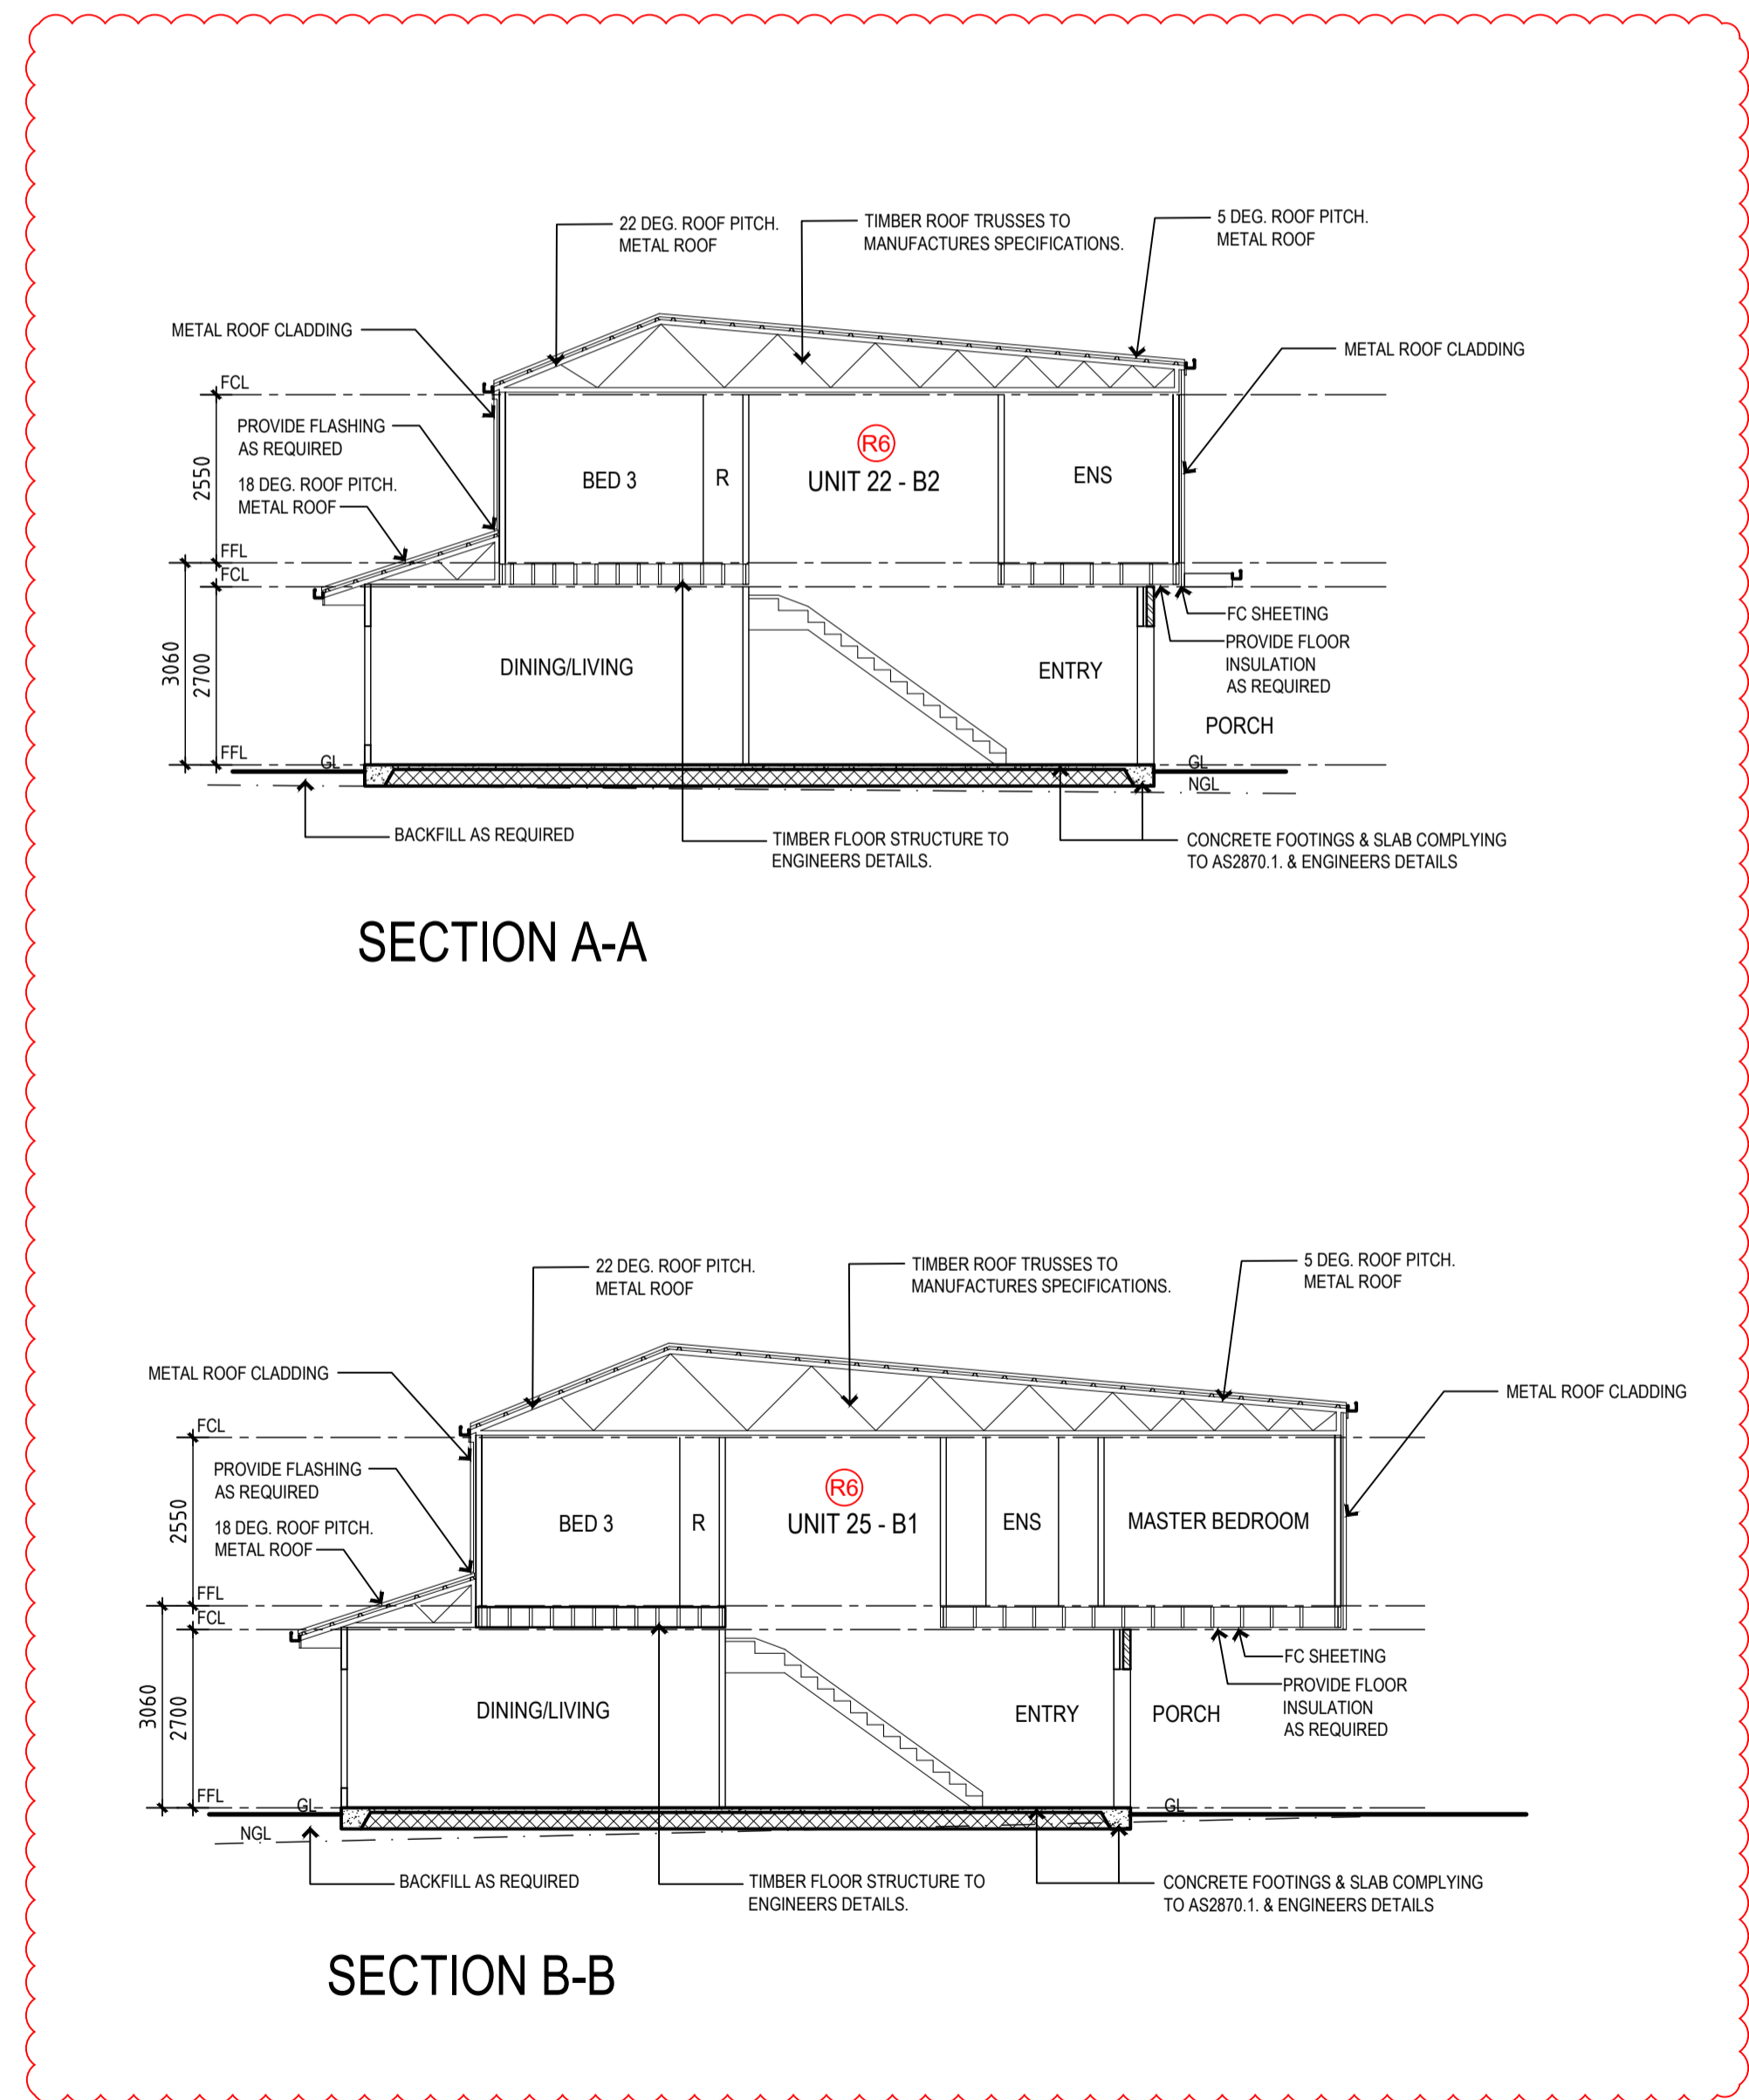 22 DEG. ROOF PITCH.
METAL ROOF
TIMBER ROOF TRUSSES TO
MANUFACTURES SPECIFICATIONS.
5 DEG. ROOF PITCH.
METAL ROOF
METAL ROOF CLADDING
METAL ROOF CLADDING
FCL
PROVIDE FLASHING
AS REQUIRED
18 DEG. ROOF PITCH.
METAL ROOF
2550
BED 3
R
R6
UNIT 22 - B2
ENS
FFL
FCL
3060
2700
DINING/LIVING
ENTRY
FC SHEETING
PROVIDE FLOOR
INSULATION
AS REQUIRED
PORCH
FFL
GL
GL
NGL
BACKFILL AS REQUIRED
TIMBER FLOOR STRUCTURE TO
ENGINEERS DETAILS.
CONCRETE FOOTINGS & SLAB COMPLYING
TO AS2870.1. & ENGINEERS DETAILS
SECTION A-A
22 DEG. ROOF PITCH.
METAL ROOF
TIMBER ROOF TRUSSES TO
MANUFACTURES SPECIFICATIONS.
5 DEG. ROOF PITCH.
METAL ROOF
METAL ROOF CLADDING
METAL ROOF CLADDING
FCL
PROVIDE FLASHING
AS REQUIRED
18 DEG. ROOF PITCH.
METAL ROOF
2550
BED 3
R
R6
UNIT 25 - B1
ENS
MASTER BEDROOM
FFL
FCL
3060
2700
DINING/LIVING
ENTRY
PORCH
FC SHEETING
PROVIDE FLOOR
INSULATION
AS REQUIRED
FFL
GL
GL
NGL
BACKFILL AS REQUIRED
TIMBER FLOOR STRUCTURE TO
ENGINEERS DETAILS.
CONCRETE FOOTINGS & SLAB COMPLYING
TO AS2870.1. & ENGINEERS DETAILS
SECTION B-B